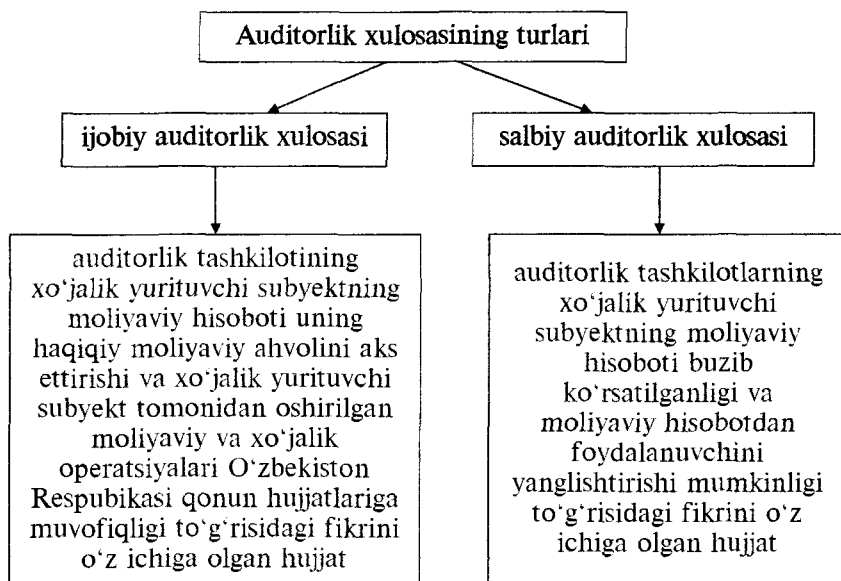 Auditorlik xulosasining turlari
ijobiy auditorlik xulosasi
salbiy auditorlik xulosasi
auditorlik tashkilotining
xo‘jalik yurituvchi subyektning
moliyaviy hisoboti uning
haqiqiy moliyaviy ahvolini aks
ettirishi va xo‘jalik yurituvchi
subyekt tomonidan oshirilgan
moliyaviy va xo‘jalik
operatsiyalari O‘zbekiston
Respubikasi qonun hujjatlariga
muvofiqligi to‘g‘risidagi fikrini
o‘z ichiga olgan hujjat
auditorlik tashkilotlarning
xo‘jalik yurituvchi
subyektning moliyaviy
hisoboti buzib
ko‘rsatilganligi va
moliyaviy hisobotdan
foydalanuvchini
yanglishtirishi mumkinligi
to‘g‘risidagi fikrini o‘z
ichiga olgan hujjat